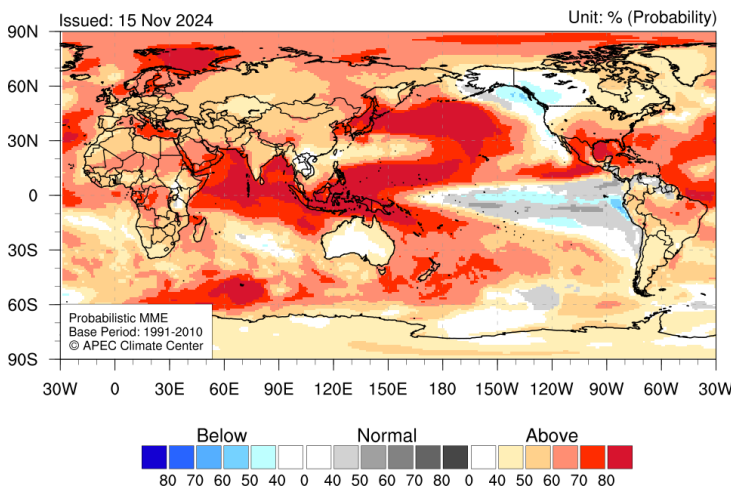 Issued: 15 Nov 2024 Unit: % (Probability)
90N
60N
30N
0
30S
60S
90S
Probabilistic MME
Base Period: 1991-2010
© APEC Climate Center
30W 0 30E 60E 90E 120E 150E 180 150W 120W 90W 60W 30W
Below Normal Above
80 70 60 50 40 0 40 50 60 70 80 0 40 50 60 70 80